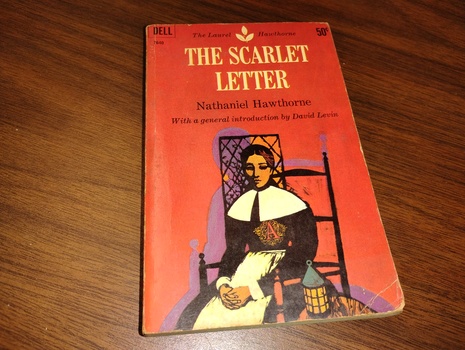 DELL
The Laurel Hawthorne
50¢
THE SCARLET
LETTER
Nathaniel Hawthorne
With a general introduction by David Levin
A